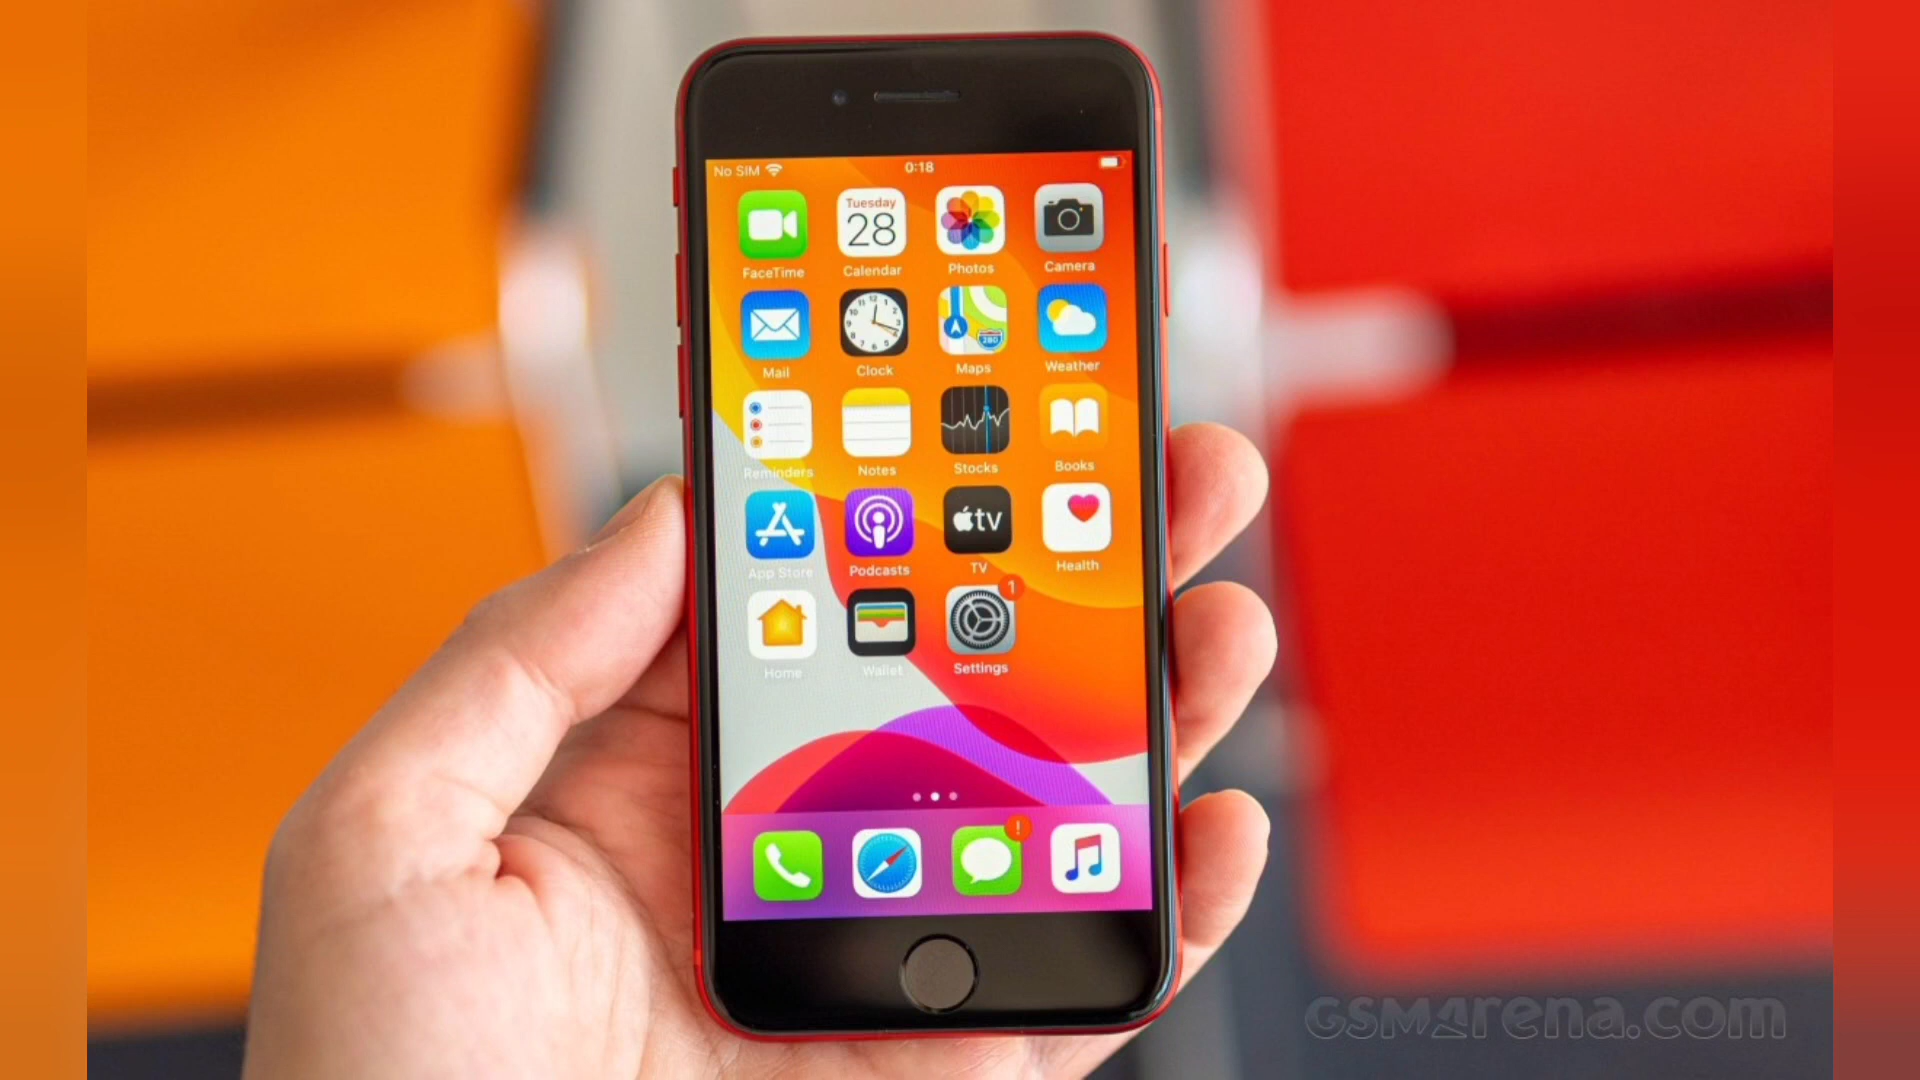 No SIM 0:18
Tuesday
28
FaceTime Calendar Photos Camera
280
Mail Clock Maps Weather
Reminders Notes Stocks Books
tv
App Store Podcasts TV Health
1
Home Wallet Settings
!
GSMArena.com